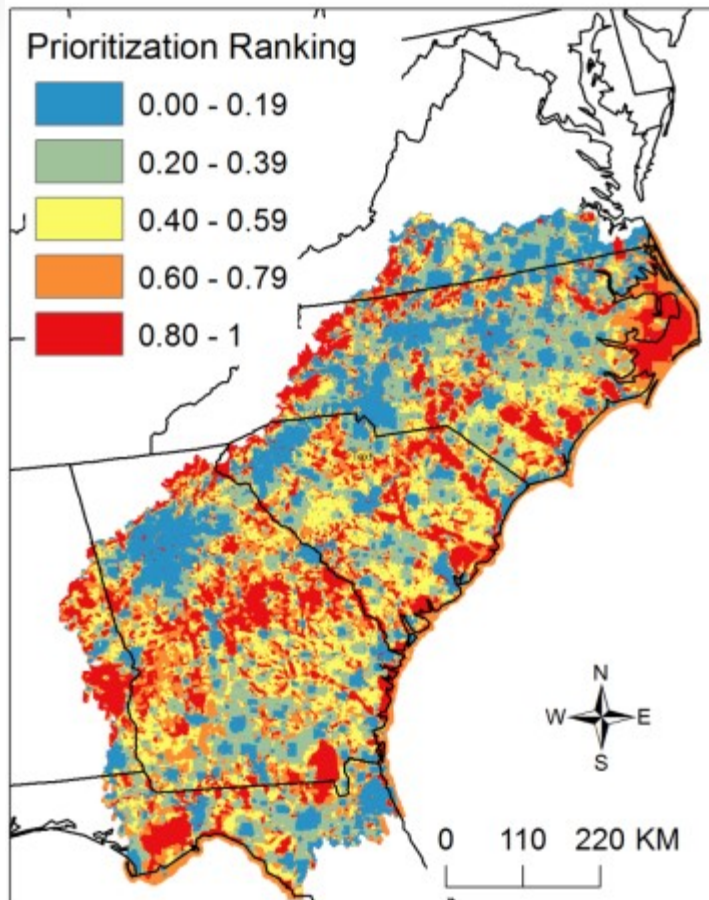 Prioritization Ranking
0.00 - 0.19
0.20 - 0.39
0.40 - 0.59
0.60 - 0.79
0.80 - 1
N
W E
S
0 110 220 KM